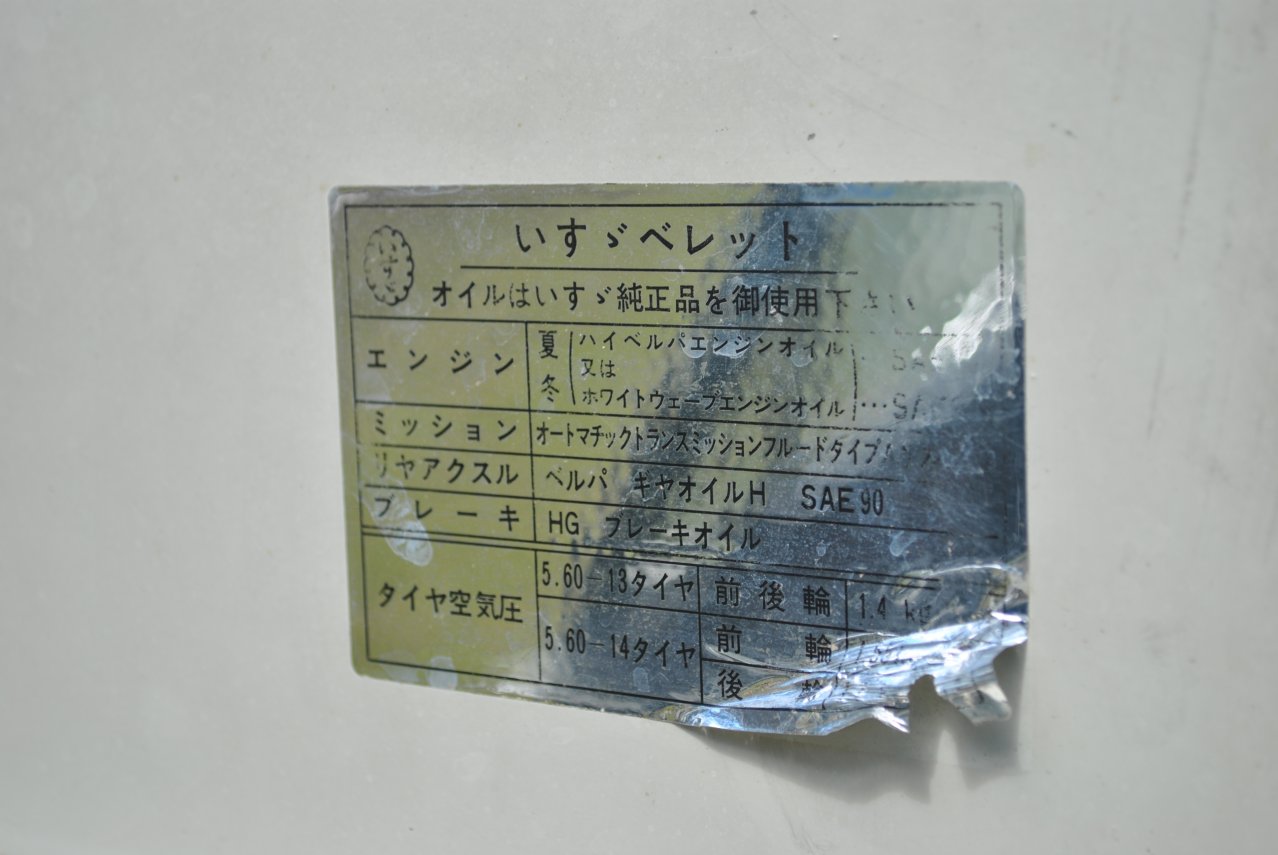 いすゞベレット
オイルはいすゞ純正品を御使用下さい
エンジン 夏 ハイベルパエンジンオイル
又は
冬 ホワイトウェーブエンジンオイル …
ミッション オートマチックトランスミッションフルードタイプ
リヤアクスル ベルパ ギヤオイルH SAE90
ブレーキ HG ブレーキオイル
タイヤ空気圧 5.60-13タイヤ 前後輪 1.4 kg
5.60-14タイヤ 前輪
後輪